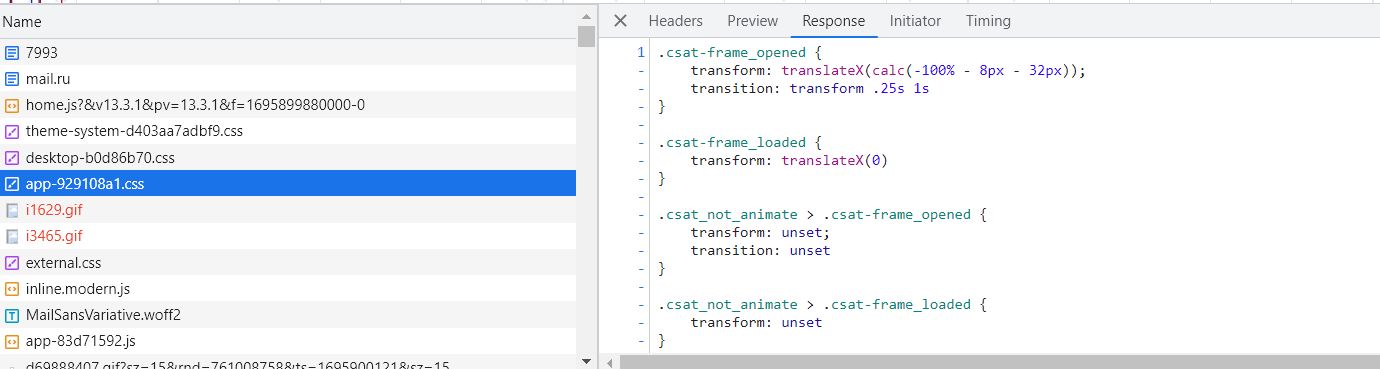 Name
7993
mail.ru
home.js?&v13.3.1&pv=13.3.1&f=1695899880000-0
theme-system-d403aa7adbf9.css
desktop-b0d86b70.css
app-929108a1.css
i1629.gif
i3465.gif
external.css
inline.modern.js
MailSansVariative.woff2
app-83d71592.js
d69888407.gif?sz=15&rnd=761008758&ts=1695900121&sz=15
Headers Preview Response Initiator Timing
1 .csat-frame_opened {
- transform: translateX(calc(-100% - 8px - 32px));
- transition: transform .25s 1s
- }
-
- .csat-frame_loaded {
- transform: translateX(0)
- }
-
- .csat_not_animate > .csat-frame_opened {
- transform: unset;
- transition: unset
- }
-
- .csat_not_animate > .csat-frame_loaded {
- transform: unset
- }